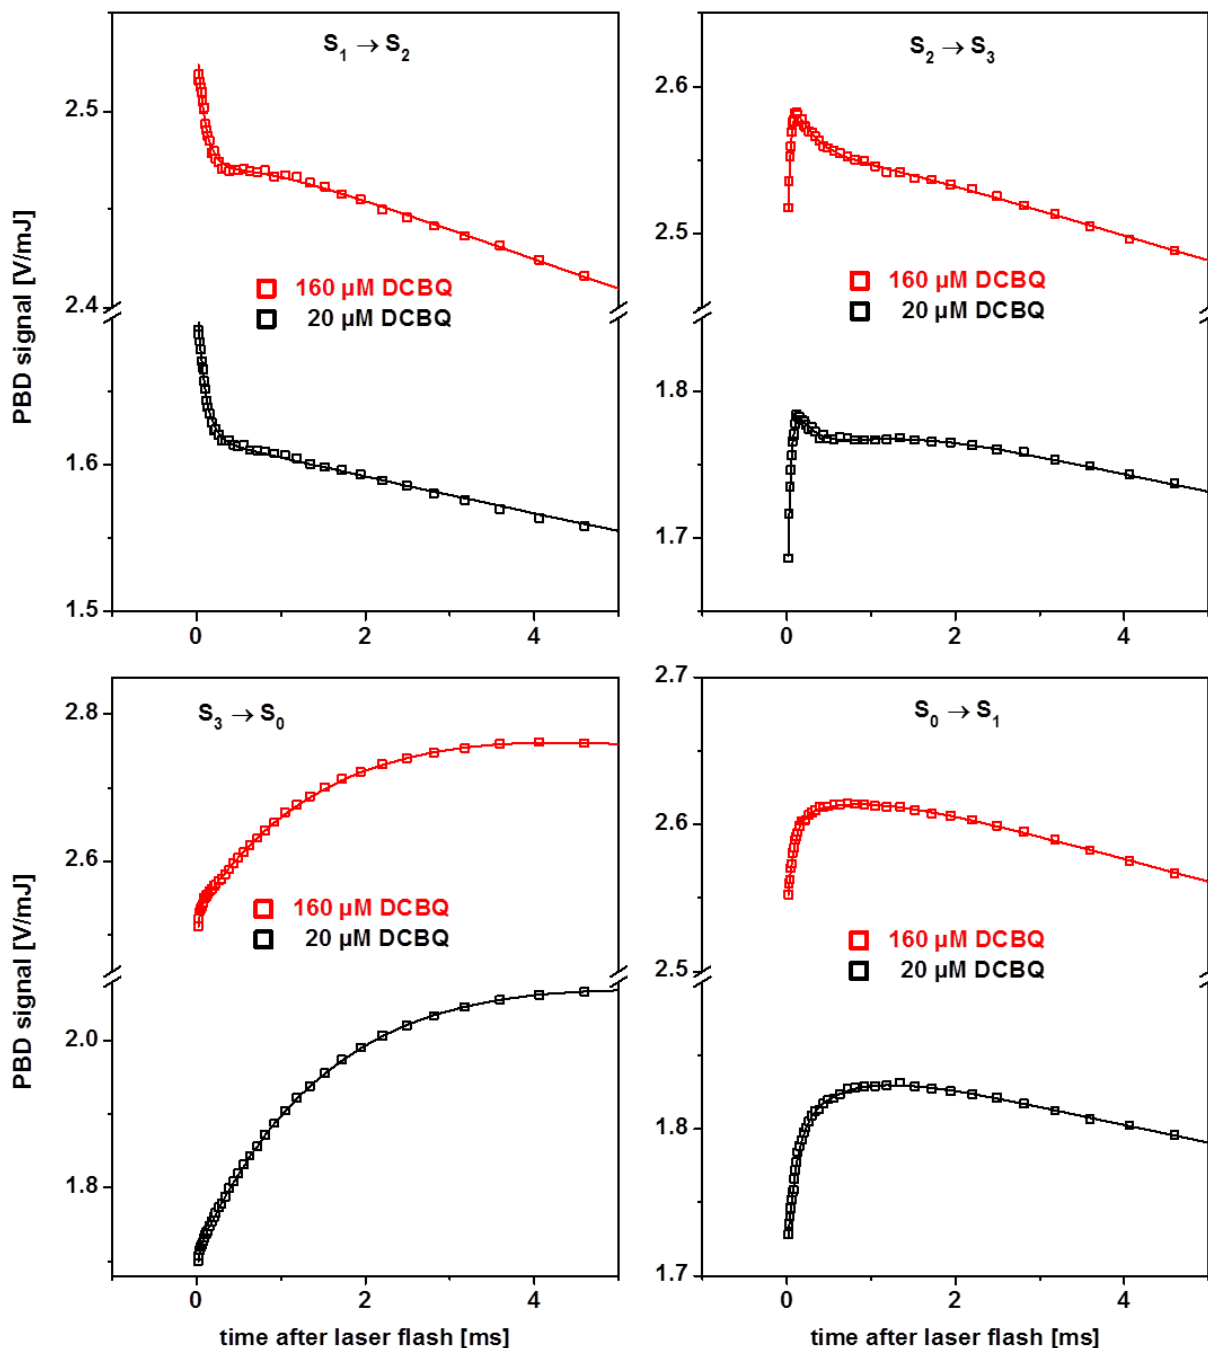 S1 → S2
PBD signal [V/mJ]
2.5
2.4
1.6
1.5
160 µM DCBQ
20 µM DCBQ
0 2 4
S2 → S3
2.6
2.5
1.8
1.7
160 µM DCBQ
20 µM DCBQ
0 2 4
S3 → S0
PBD signal [V/mJ]
2.8
2.6
2.0
1.8
160 µM DCBQ
20 µM DCBQ
0 2 4
time after laser flash [ms]
S0 → S1
2.7
2.6
2.5
1.8
1.7
160 µM DCBQ
20 µM DCBQ
0 2 4
time after laser flash [ms]